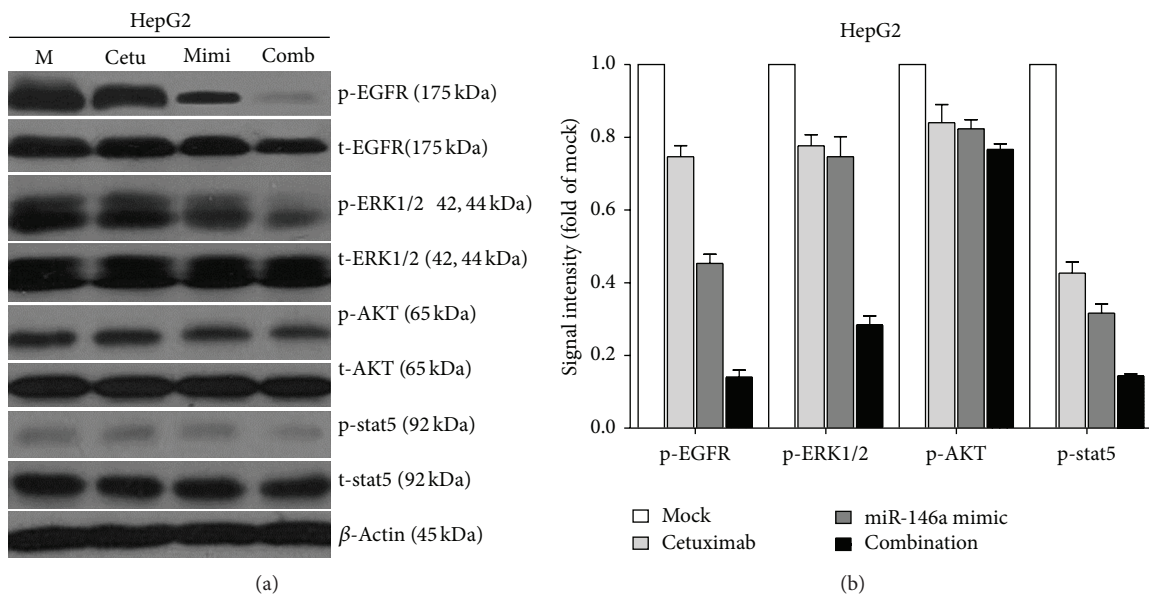 HepG2
M Cetu Mimi Comb
p-EGFR (175 kDa)
t-EGFR(175 kDa)
p-ERK1/2 42, 44 kDa)
t-ERK1/2 (42, 44 kDa)
p-AKT (65 kDa)
t-AKT (65 kDa)
p-stat5 (92 kDa)
t-stat5 (92 kDa)
β-Actin (45 kDa)
(a)
HepG2
Signal intensity (fold of mock)
1.0
0.8
0.6
0.4
0.2
0.0
p-EGFR p-ERK1/2 p-AKT p-stat5
Mock
Cetuximab
miR-146a mimic
Combination
(b)